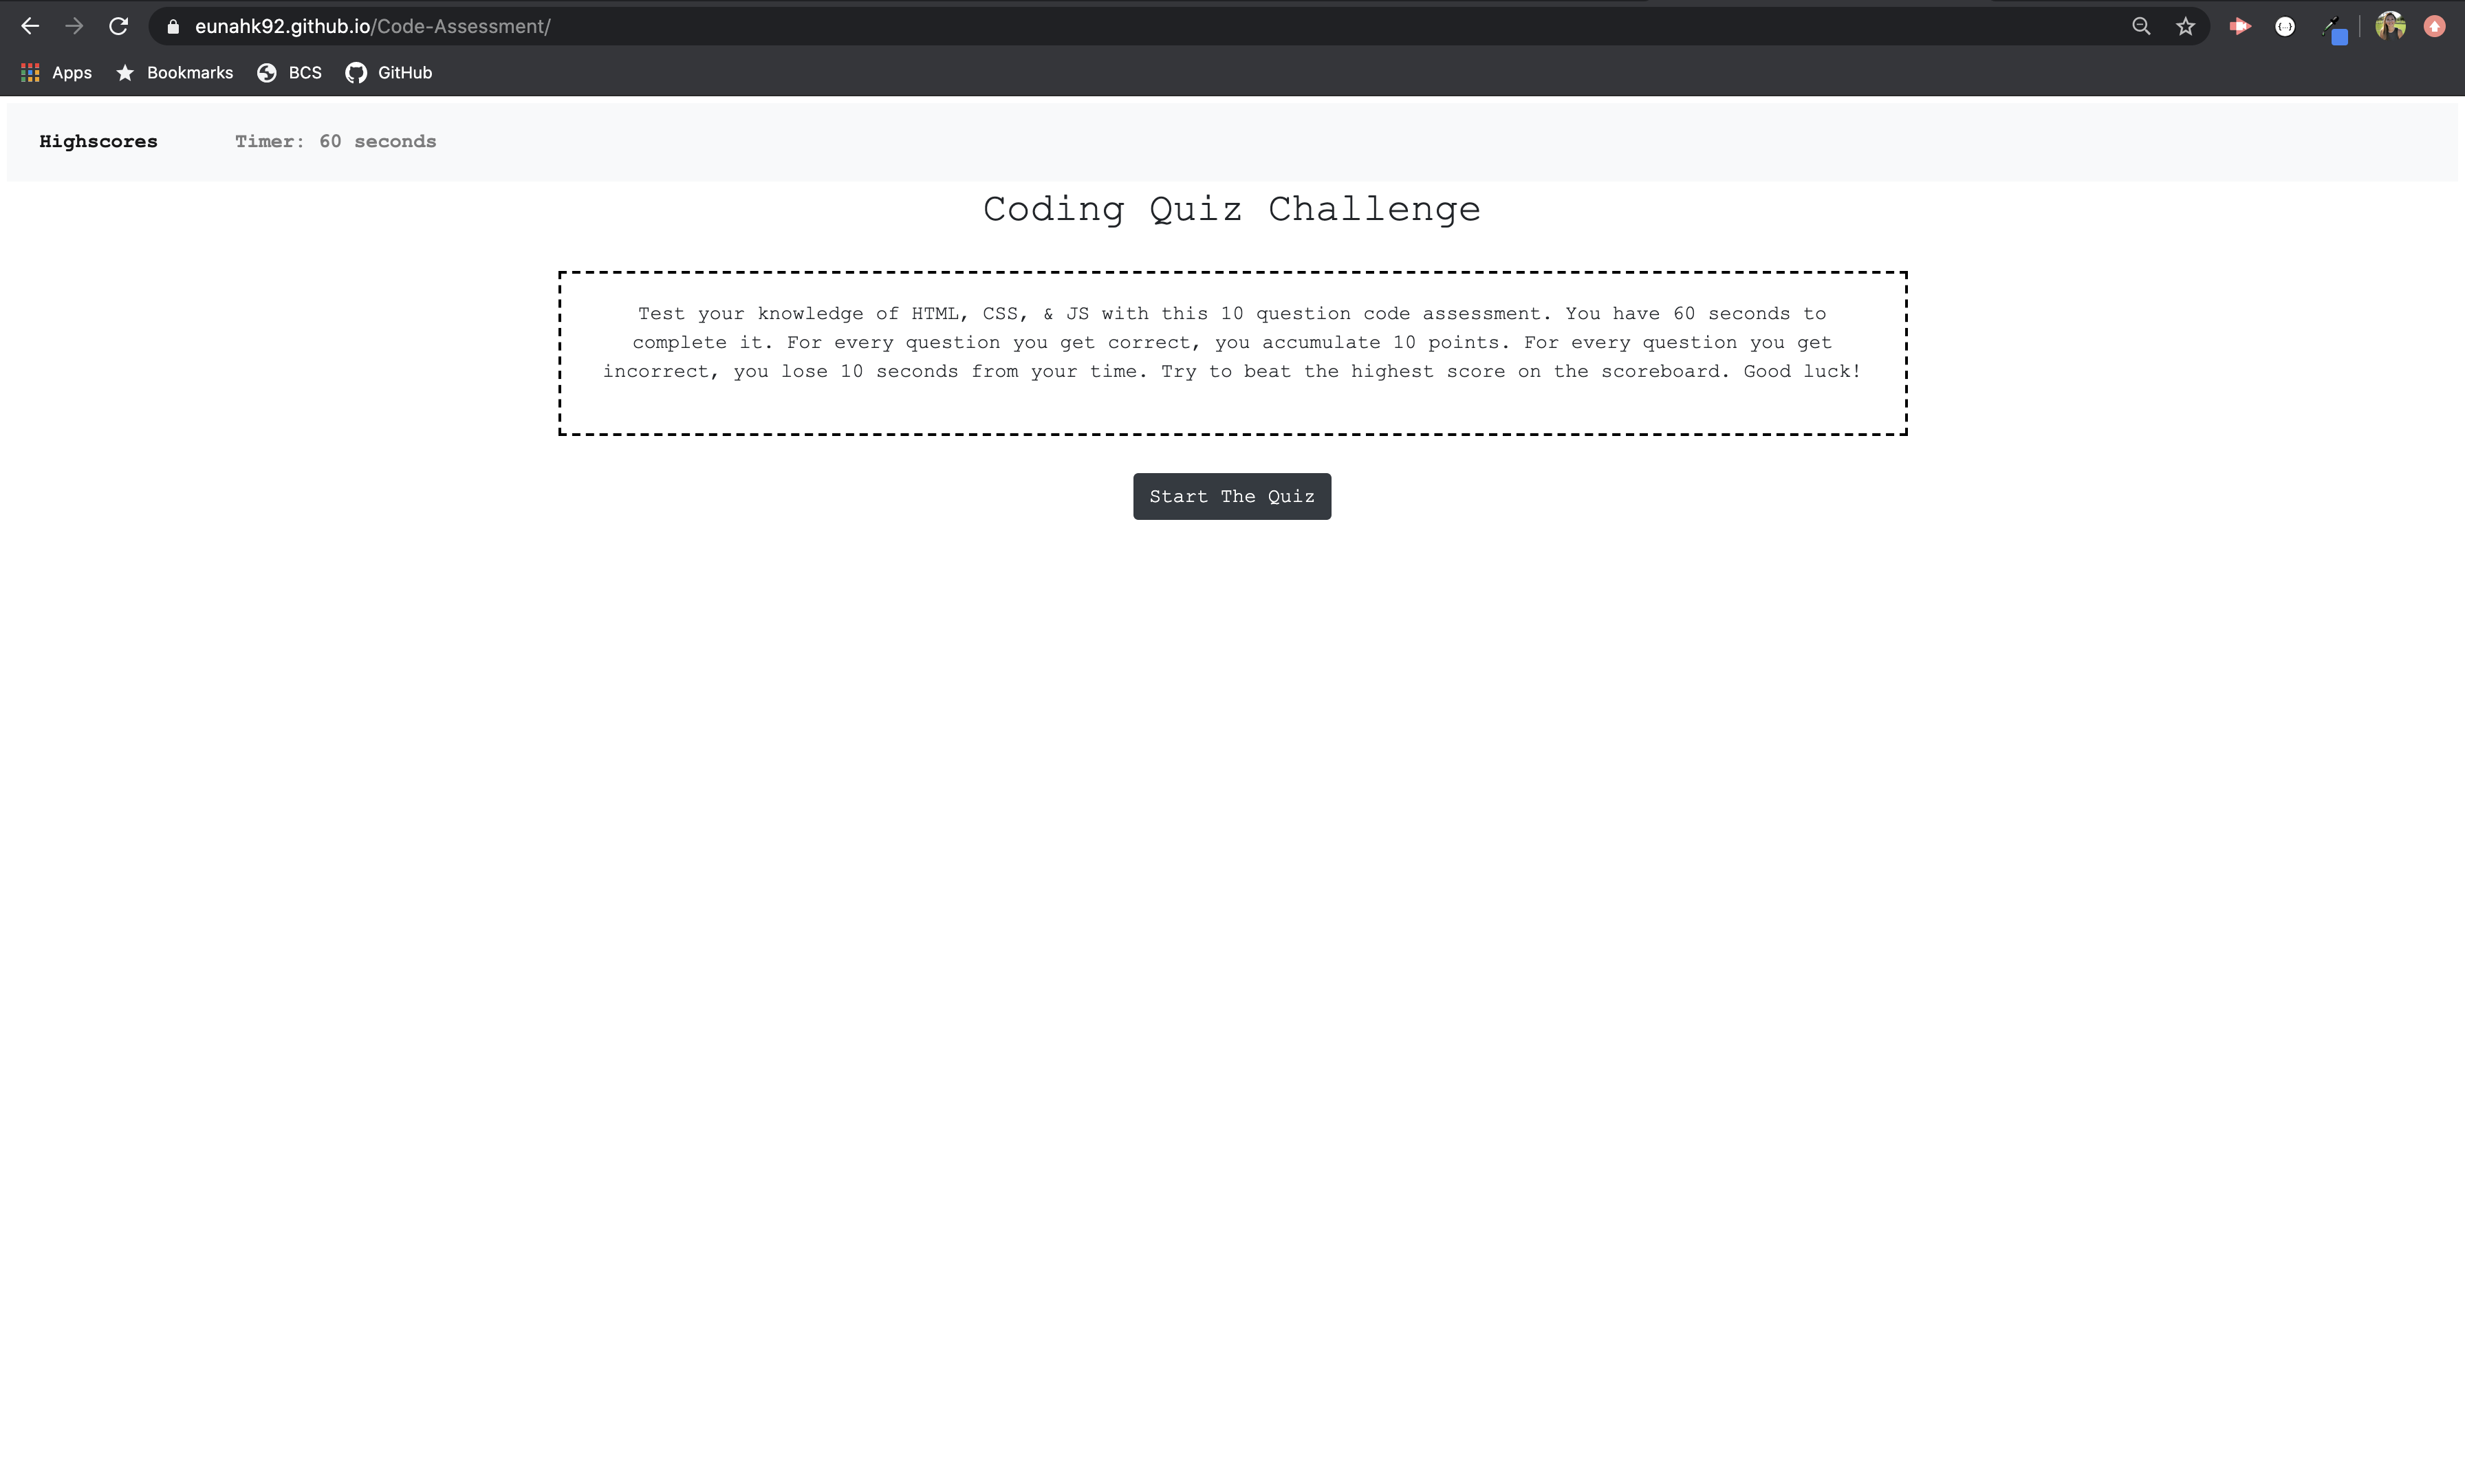 eunahk92.github.io/Code-Assessment/
Apps Bookmarks BCS GitHub
Highscores Timer: 60 seconds
Coding Quiz Challenge
Test your knowledge of HTML, CSS, & JS with this 10 question code assessment. You have 60 seconds to
complete it. For every question you get correct, you accumulate 10 points. For every question you get
incorrect, you lose 10 seconds from your time. Try to beat the highest score on the scoreboard. Good luck!
Start The Quiz